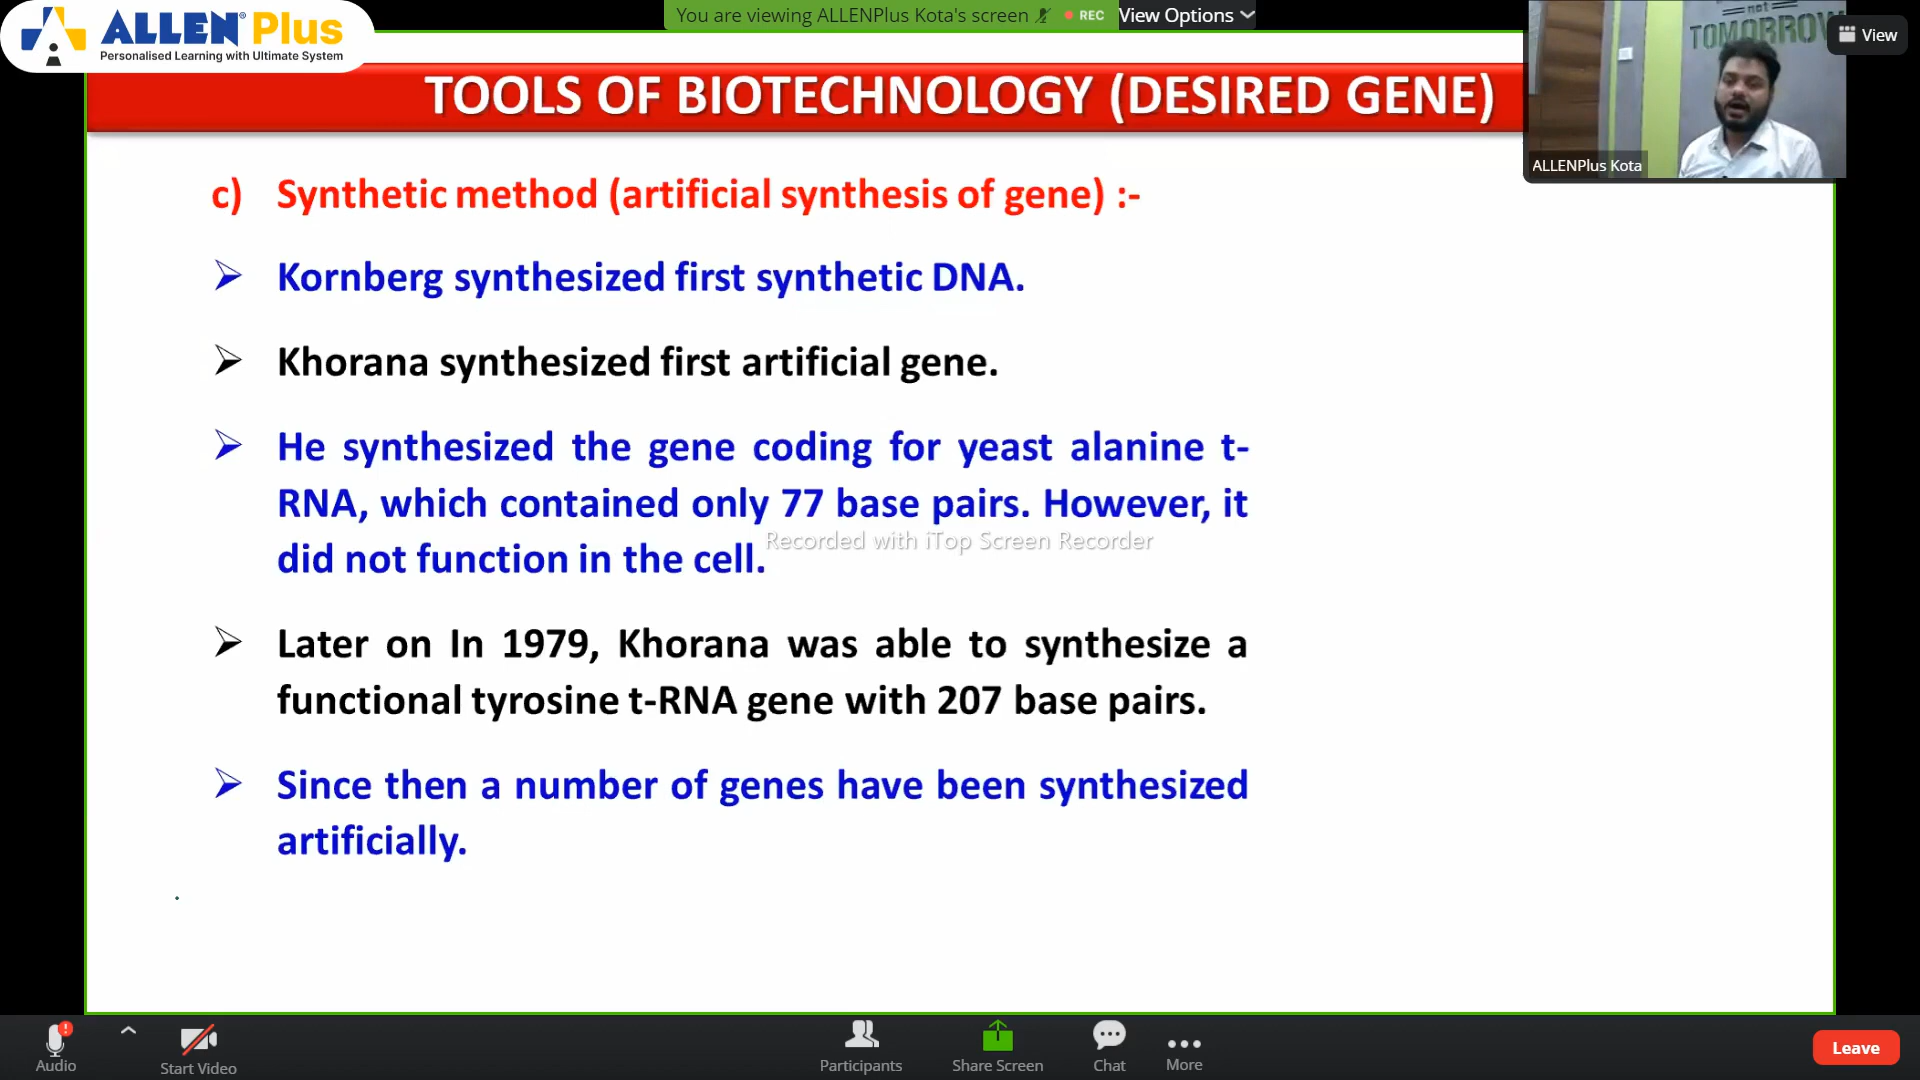 ALLEN Plus
Personalised Learning with Ultimate System
You are viewing ALLENPlus Kota's screen
REC
View Options
not
TOMORROW
View
ALLENPlus Kota
TOOLS OF BIOTECHNOLOGY (DESIRED GENE)
c) Synthetic method (artificial synthesis of gene) :-
Kornberg synthesized first synthetic DNA.
Khorana synthesized first artificial gene.
He synthesized the gene coding for yeast alanine t-
RNA, which contained only 77 base pairs. However, it
did not function in the cell.
Recorded with iTop Screen Recorder
Later on In 1979, Khorana was able to synthesize a
functional tyrosine t-RNA gene with 207 base pairs.
Since then a number of genes have been synthesized
artificially.
Audio
Start Video
Participants
Share Screen
Chat
More
Leave